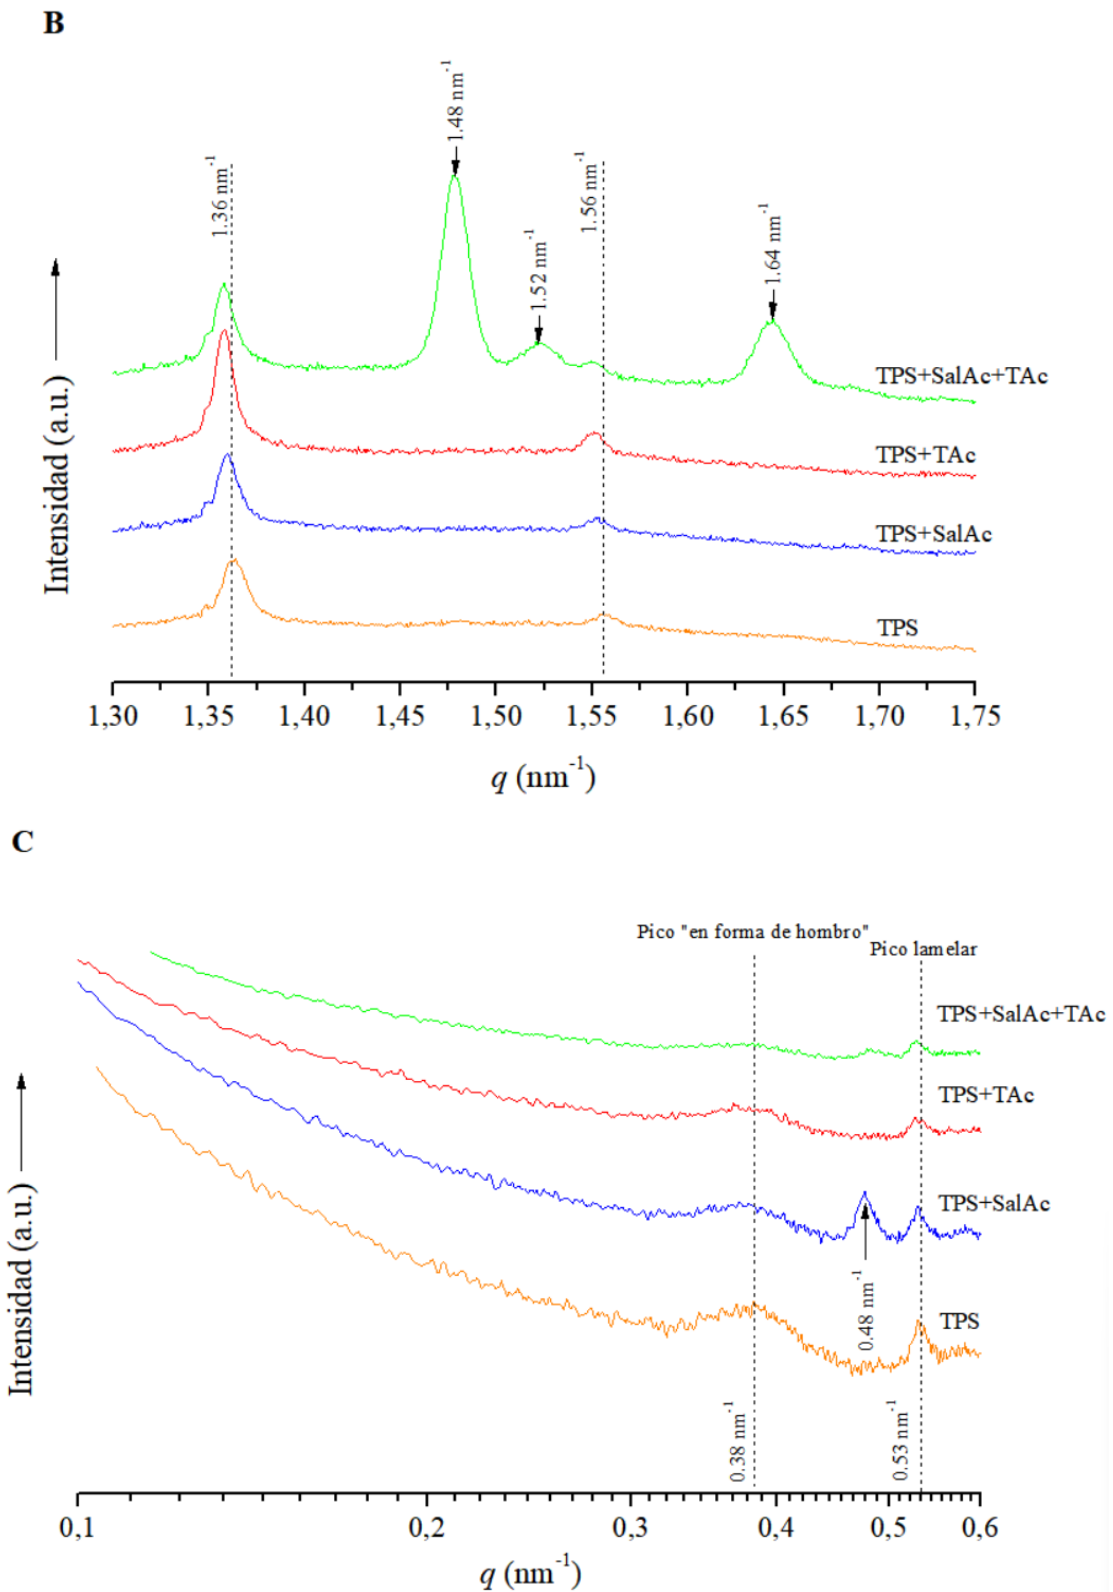 B
1.48 nm-1
1.36 nm-1
1.56 nm-1
1.52 nm-1
1.64 nm-1
TPS+SalAc+TAc
TPS+TAc
TPS+SalAc
TPS
Intensidad (a.u.)
1,30 1,35 1,40 1,45 1,50 1,55 1,60 1,65 1,70 1,75
q (nm-1)
C
Pico "en forma de hombro"
Pico lamelar
TPS+SalAc+TAc
TPS+TAc
TPS+SalAc
TPS
0.48 nm-1
0.38 nm-1
0.53 nm-1
Intensidad (a.u.)
0,1 0,2 0,3 0,4 0,5 0,6
q (nm-1)